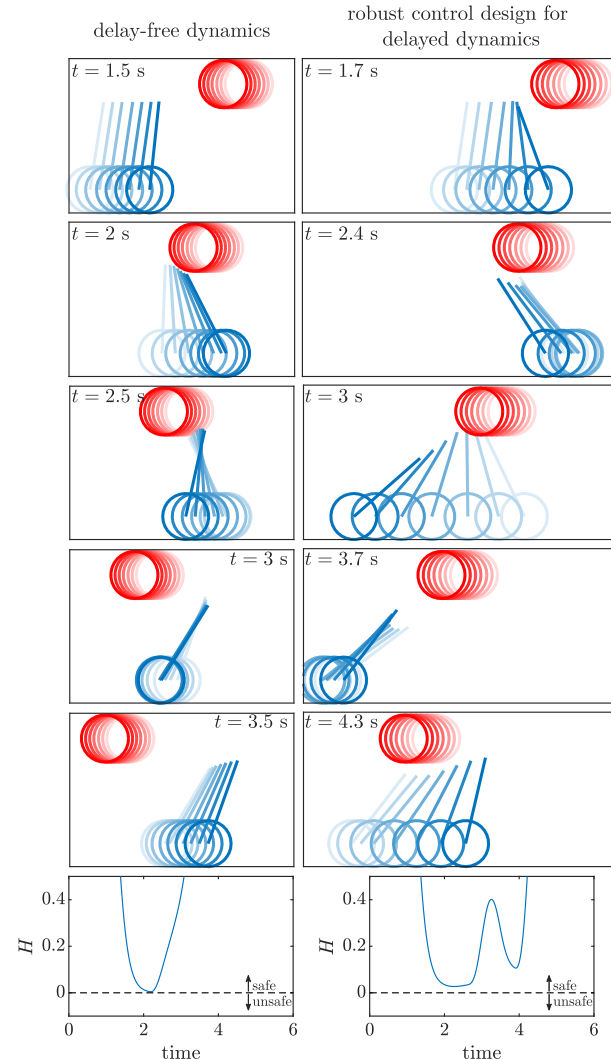 delay-free dynamics
robust control design for
delayed dynamics
t = 1.5 s
t = 1.7 s
t = 2 s
t = 2.4 s
t = 2.5 s
t = 3 s
t = 3 s
t = 3.7 s
t = 3.5 s
t = 4.3 s
0.4
0.2
0
H
safe
unsafe
0
2
4
6
time
0.4
0.2
0
H
safe
unsafe
0
2
4
6
time